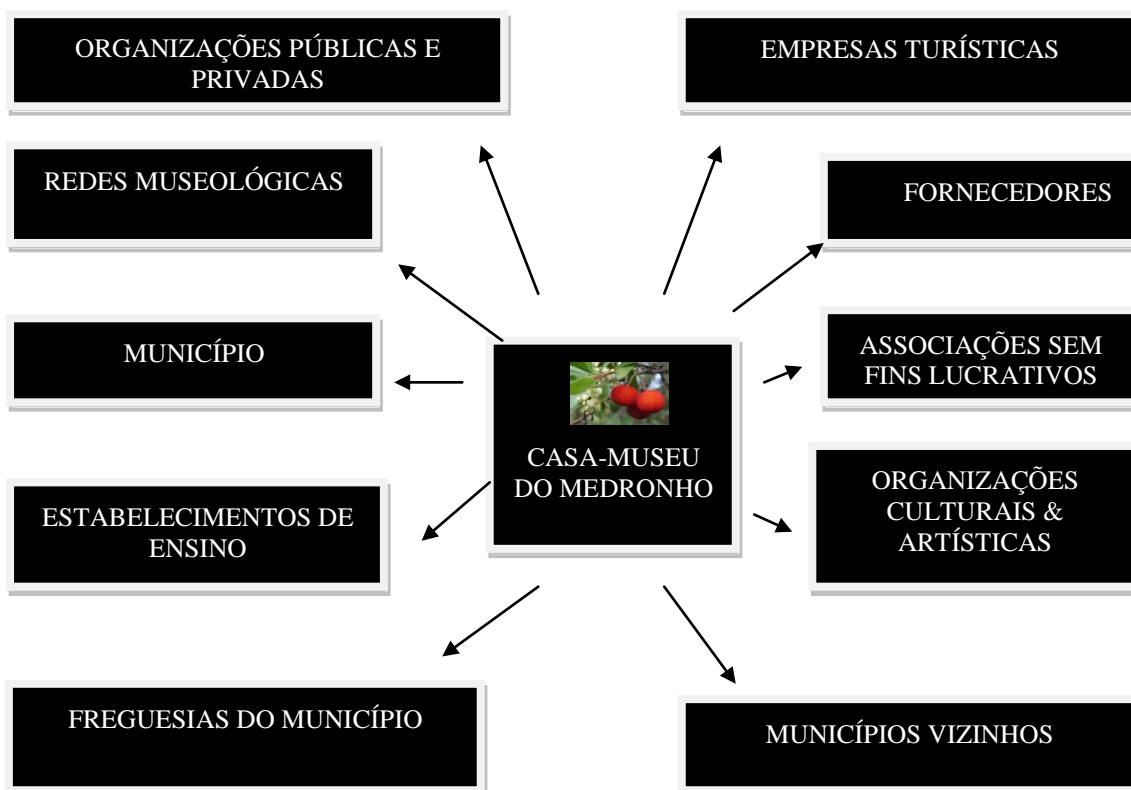 ORGANIZAÇÕES PÚBLICAS E
PRIVADAS
EMPRESAS TURÍSTICAS
REDES MUSEOLÓGICAS
FORNECEDORES
MUNICÍPIO
ASSOCIAÇÕES SEM
FINS LUCRATIVOS
CASA-MUSEU
DO MEDRONHO
ESTABELECIMENTOS DE
ENSINO
ORGANIZAÇÕES
CULTURAIS &
ARTÍSTICAS
FREGUESIAS DO MUNICÍPIO
MUNICÍPIOS VIZINHOS